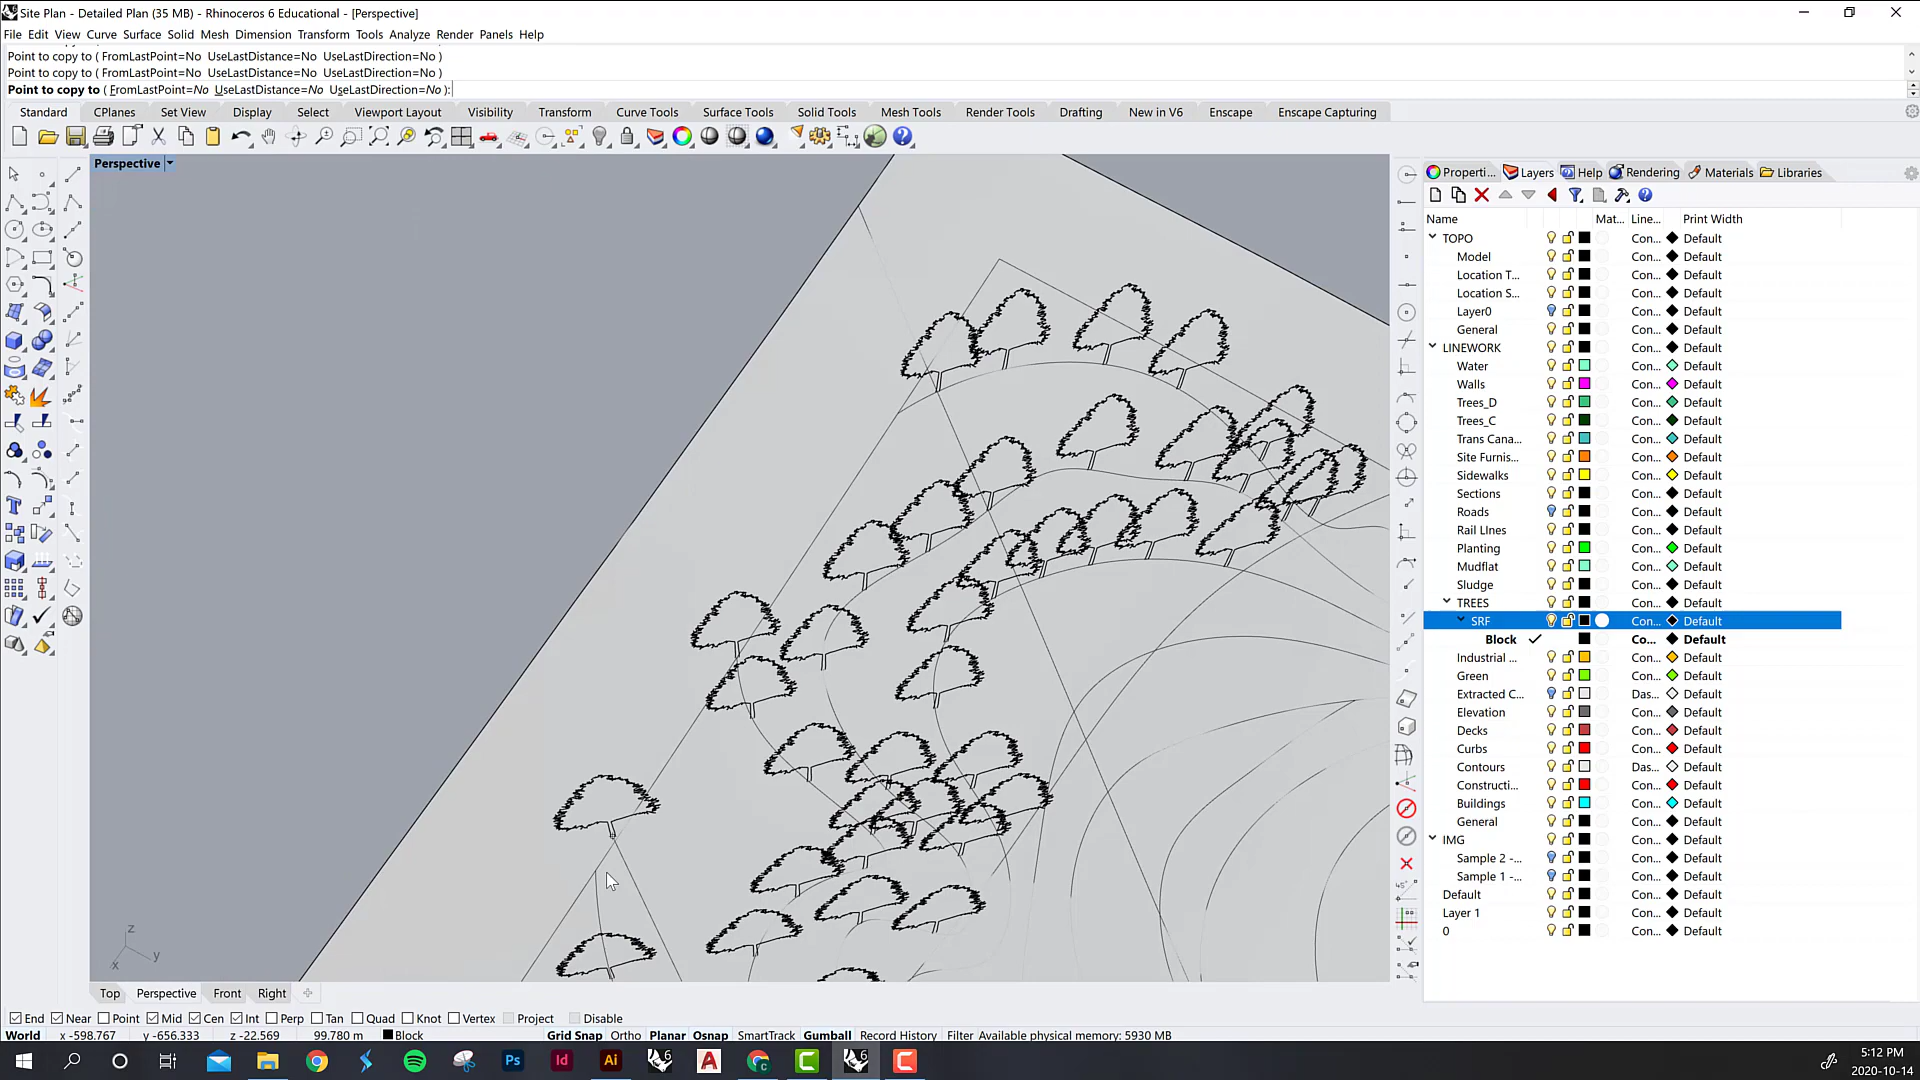 Site Plan - Detailed Plan (35 MB) - Rhinoceros 6 Educational - [Perspective]
File Edit View Curve Surface Solid Mesh Dimension Transform Tools Analyze Render Panels Help
Point to copy to ( FromLastPoint=No UseLastDistance=No UseLastDirection=No )
Point to copy to ( FromLastPoint=No UseLastDistance=No UseLastDirection=No )
Point to copy to ( FromLastPoint=No UseLastDistance=No UseLastDirection=No ):
Standard CPlanes Set View Display Select Viewport Layout Visibility Transform Curve Tools Surface Tools Solid Tools Mesh Tools Render Tools Drafting New in V6 Enscape Enscape Capturing
Perspective
Properti... Layers Help Rendering Materials Libraries
Name Mat... Line... Print Width
TOPO Con... Default
Model Con... Default
Location T... Con... Default
Location S... Con... Default
Layer0 Con... Default
General Con... Default
LINEWORK Con... Default
Water Con... Default
Walls Con... Default
Trees_D Con... Default
Trees_C Con... Default
Trans Cana... Con... Default
Site Furnis... Con... Default
Sidewalks Con... Default
Sections Con... Default
Roads Con... Default
Rail LInes Con... Default
Planting Con... Default
Mudflat Con... Default
Sludge Con... Default
TREES Con... Default
SRF Con... Default
Block Co... Default
Industrial ... Con... Default
Green Con... Default
Extracted C... Das... Default
Elevation Con... Default
Decks Con... Default
Curbs Con... Default
Contours Das... Default
Constructi... Con... Default
Buildings Con... Default
General Con... Default
IMG Con... Default
Sample 2 -... Con... Default
Sample 1 -... Con... Default
Default Con... Default
Layer 1 Con... Default
0 Con... Default
z
x y
Top Perspective Front Right
End Near Point Mid Cen Int Perp Tan Quad Knot Vertex Project Disable
World x -598.767 y -656.333 z -22.569 99.780 m Block Grid Snap Ortho Planar Osnap SmartTrack Gumball Record History Filter Available physical memory: 5930 MB
Ps Id Ai 6 A C C 6 C
5:12 PM
2020-10-14